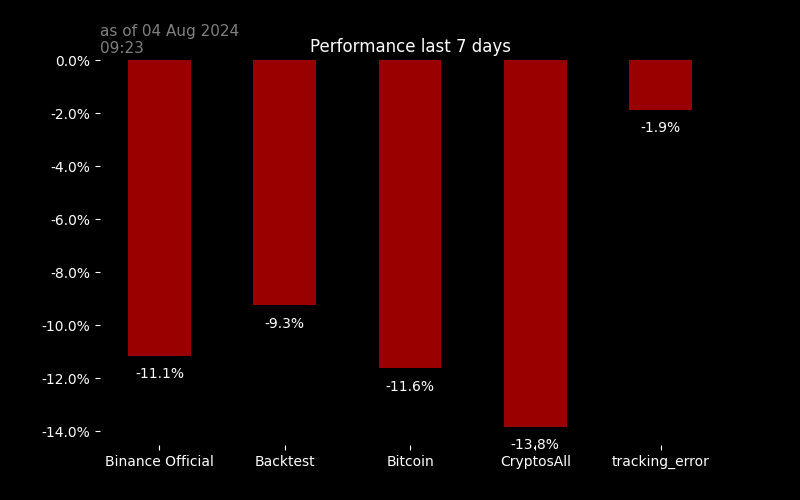 as of 04 Aug 2024
09:23
Performance last 7 days
0.0%
-2.0%
-4.0%
-6.0%
-8.0%
-10.0%
-12.0%
-14.0%
-11.1%
-9.3%
-11.6%
-13.8%
-1.9%
Binance Official
Backtest
Bitcoin
CryptosAll
tracking_error